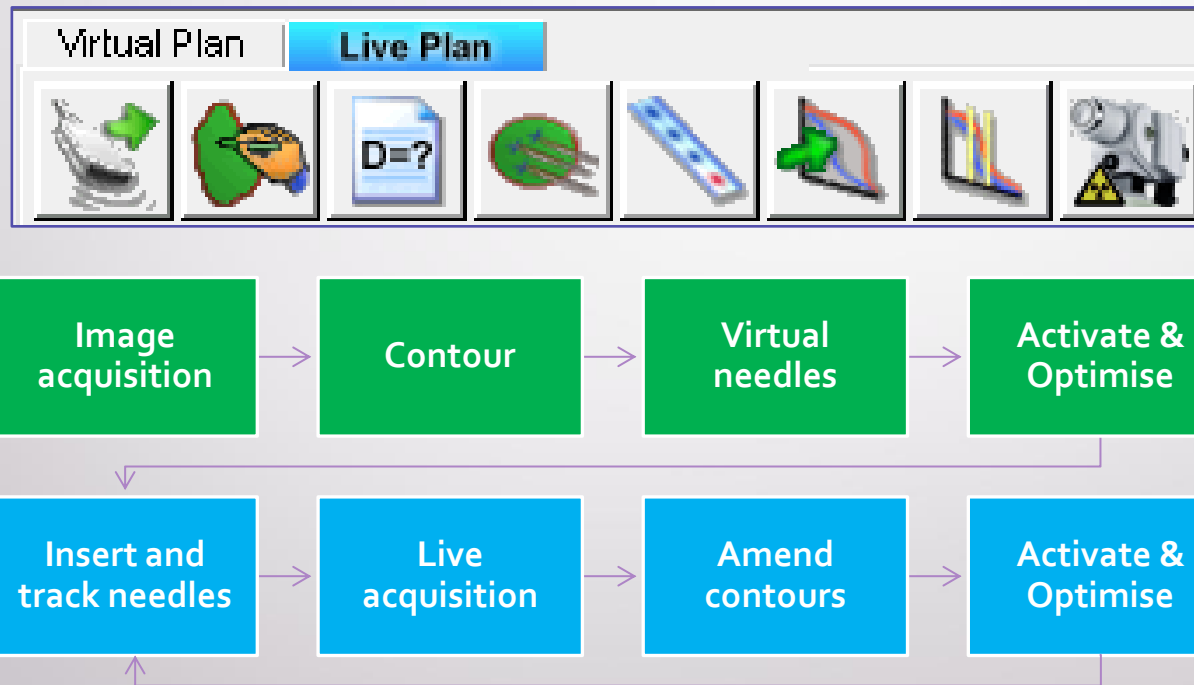 Virtual Plan Live Plan
D=?
Image
acquisition
Contour
Virtual
needles
Activate &
Optimise
Insert and
track needles
Live
acquisition
Amend
contours
Activate &
Optimise